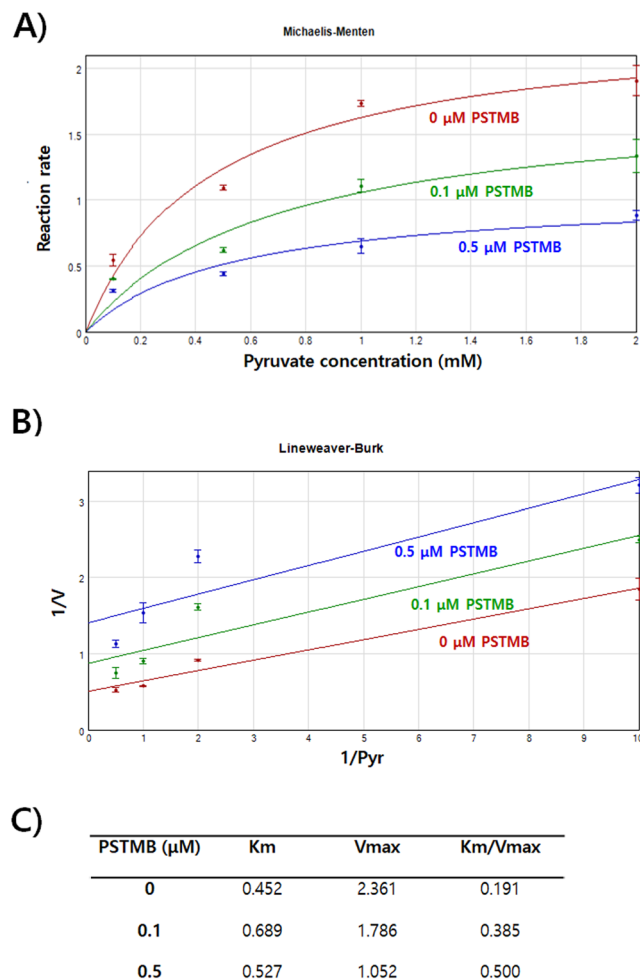 A)
Michaelis-Menten
Reaction rate
2
1.5
1
0.5
0
0 μM PSTMB
0.1 μM PSTMB
0.5 μM PSTMB
0 0.2 0.4 0.6 0.8 1 1.2 1.4 1.6 1.8 2
Pyruvate concentration (mM)
B)
Lineweaver-Burk
1/V
3
2
1
0
0.5 μM PSTMB
0.1 μM PSTMB
0 μM PSTMB
0 1 2 3 4 5 6 7 8 9 10
1/Pyr
C)
PSTMB (μM) Km Vmax Km/Vmax
0 0.452 2.361 0.191
0.1 0.689 1.786 0.385
0.5 0.527 1.052 0.500